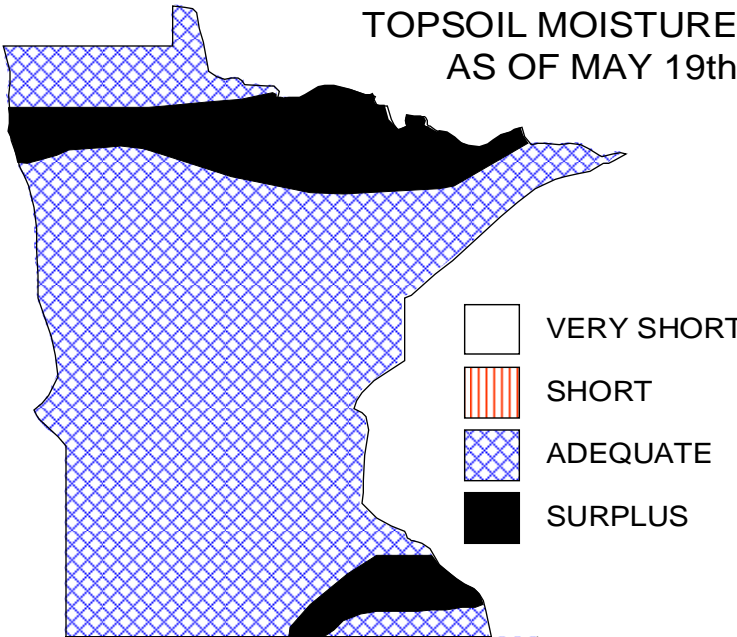 TOPSOIL MOISTURE
AS OF MAY 19th
VERY SHORT
SHORT
ADEQUATE
SURPLUS